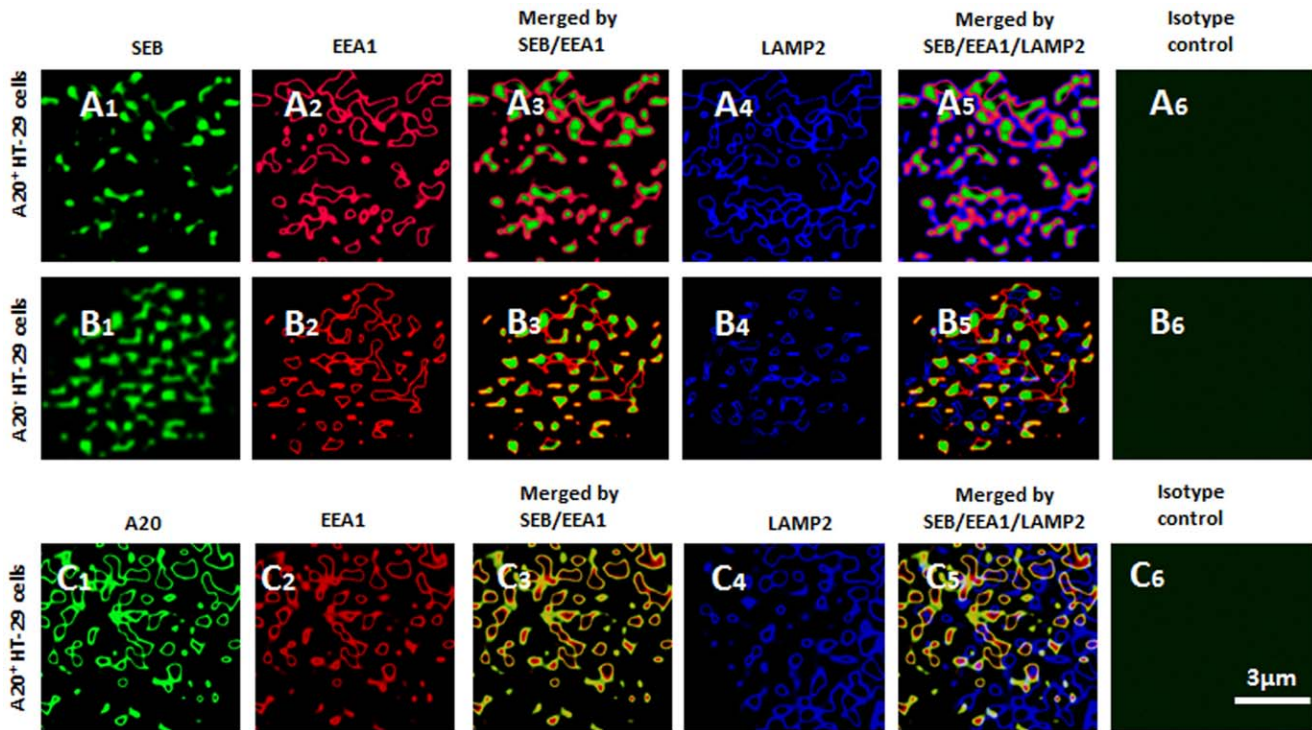 Merged by
SEB/EEA1
Merged by
SEB/EEA1/LAMP2
Isotype
control
SEB
EEA1
LAMP2
A20+ HT-29 cells
A1
A2
A3
A4
A5
A6
A20- HT-29 cells
B1
B2
B3
B4
B5
B6
Merged by
SEB/EEA1
Merged by
SEB/EEA1/LAMP2
Isotype
control
A20
EEA1
LAMP2
A20+ HT-29 cells
C1
C2
C3
C4
C5
C6
3μm